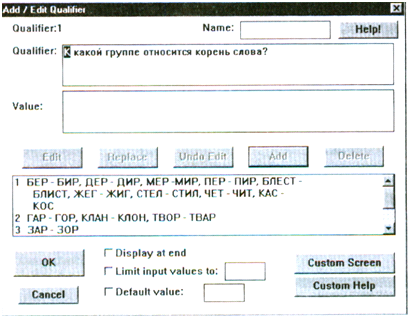 Add / Edit Qualifier
Qualifier:1 Name: Help!
Qualifier: К какой группе относится корень слова?
Value:
Edit Replace Undo Edit Add Delete
1 БЕР - БИР, ДЕР - ДИР, МЕР -МИР, ПЕР - ПИР, БЛЕСТ -
БЛИСТ, ЖЕГ - ЖИГ, СТЕЛ - СТИЛ, ЧЕТ - ЧИТ, КАС -
КОС
2 ГАР - ГОР, КЛАН - КЛОН, ТВОР - ТВАР
3 ЗАР - ЗОР
OK Display at end Custom Screen
Limit input values to:
Cancel Default value: Custom Help